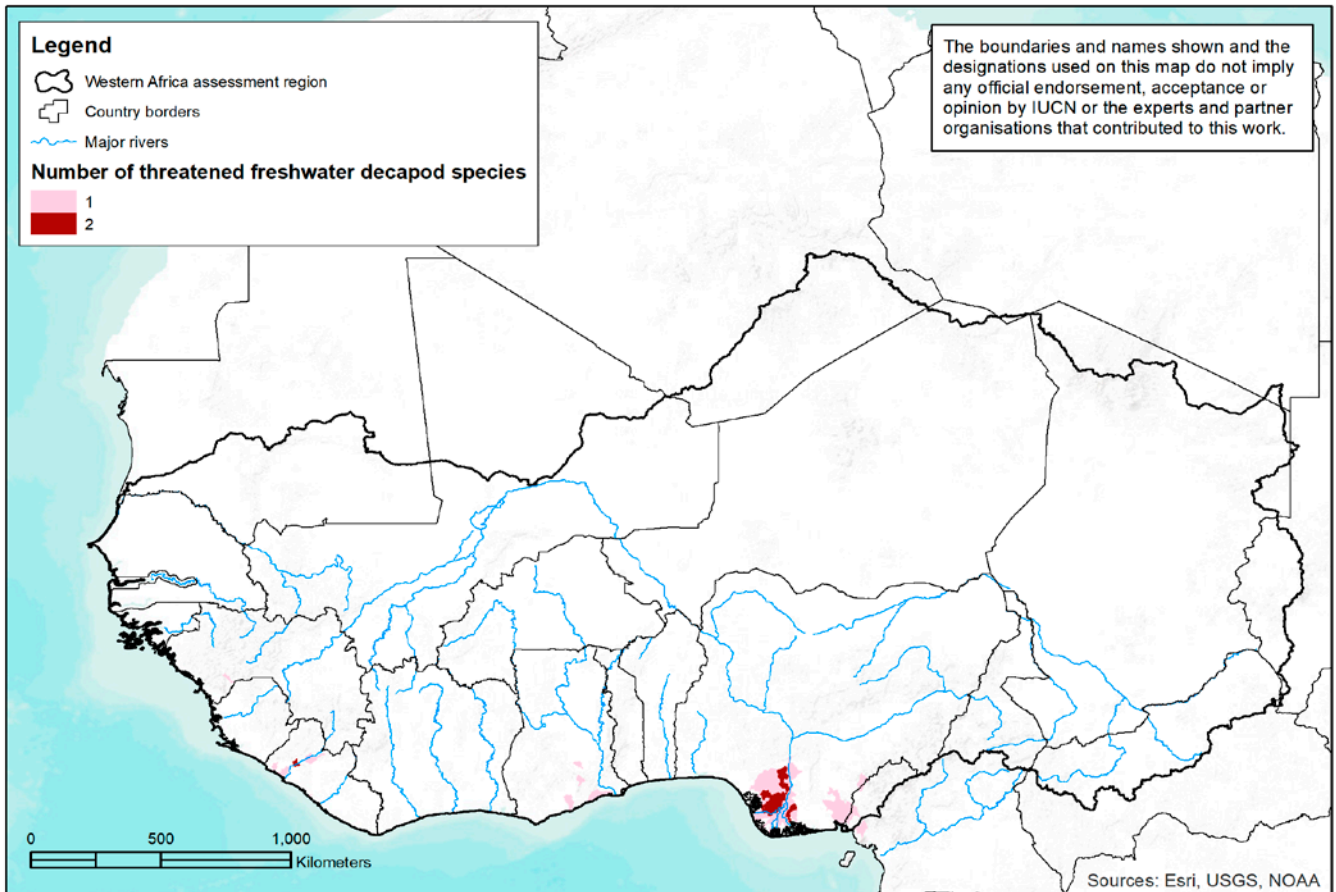 Legend
Western Africa assessment region
Country borders
Major rivers
Number of threatened freshwater decapod species
1
2
The boundaries and names shown and the
designations used on this map do not imply
any official endorsement, acceptance or
opinion by IUCN or the experts and partner
organisations that contributed to this work.
0 500 1,000
Kilometers
Sources: Esri, USGS, NOAA